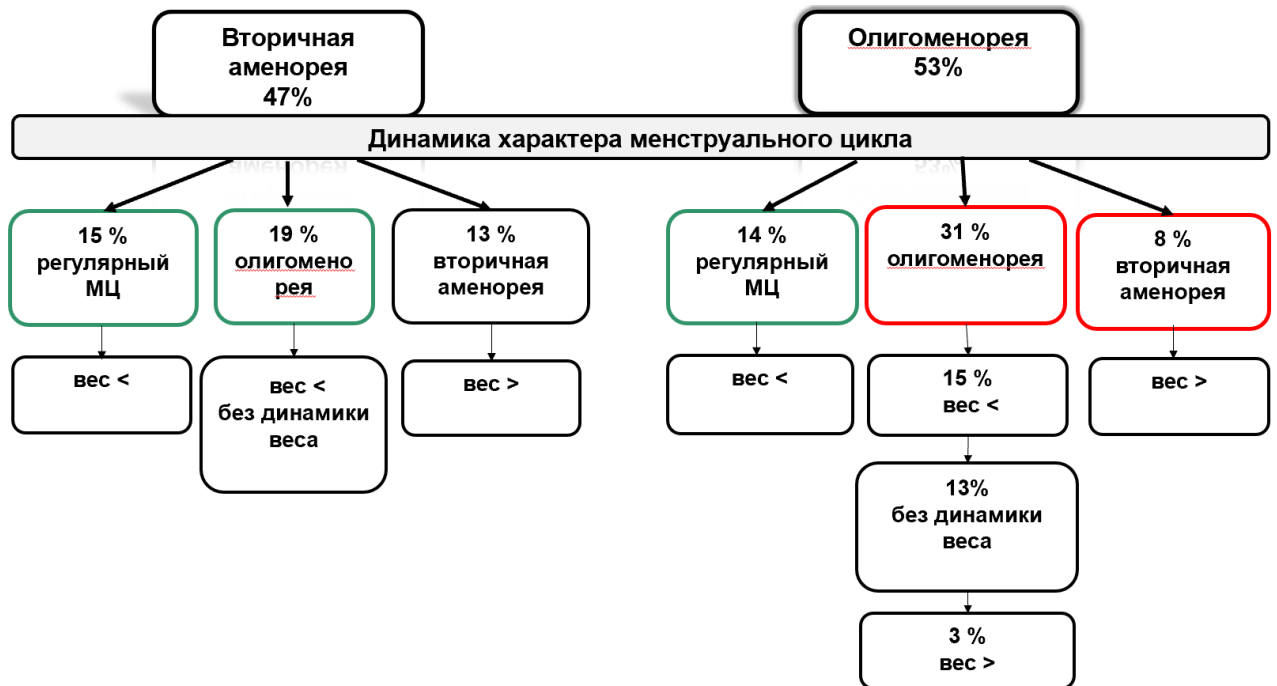 Вторичная
аменорея
47%
Олигоменорея
53%
Динамика характера менструального цикла
15 %
регулярный
МЦ
19 %
олигомено
рея
13 %
вторичная
аменорея
14 %
регулярный
МЦ
31 %
олигоменорея
8 %
вторичная
аменорея
вес <
вес <
без динамики
веса
вес >
вес <
15 %
вес <
вес >
13%
без динамики
веса
3 %
вес >